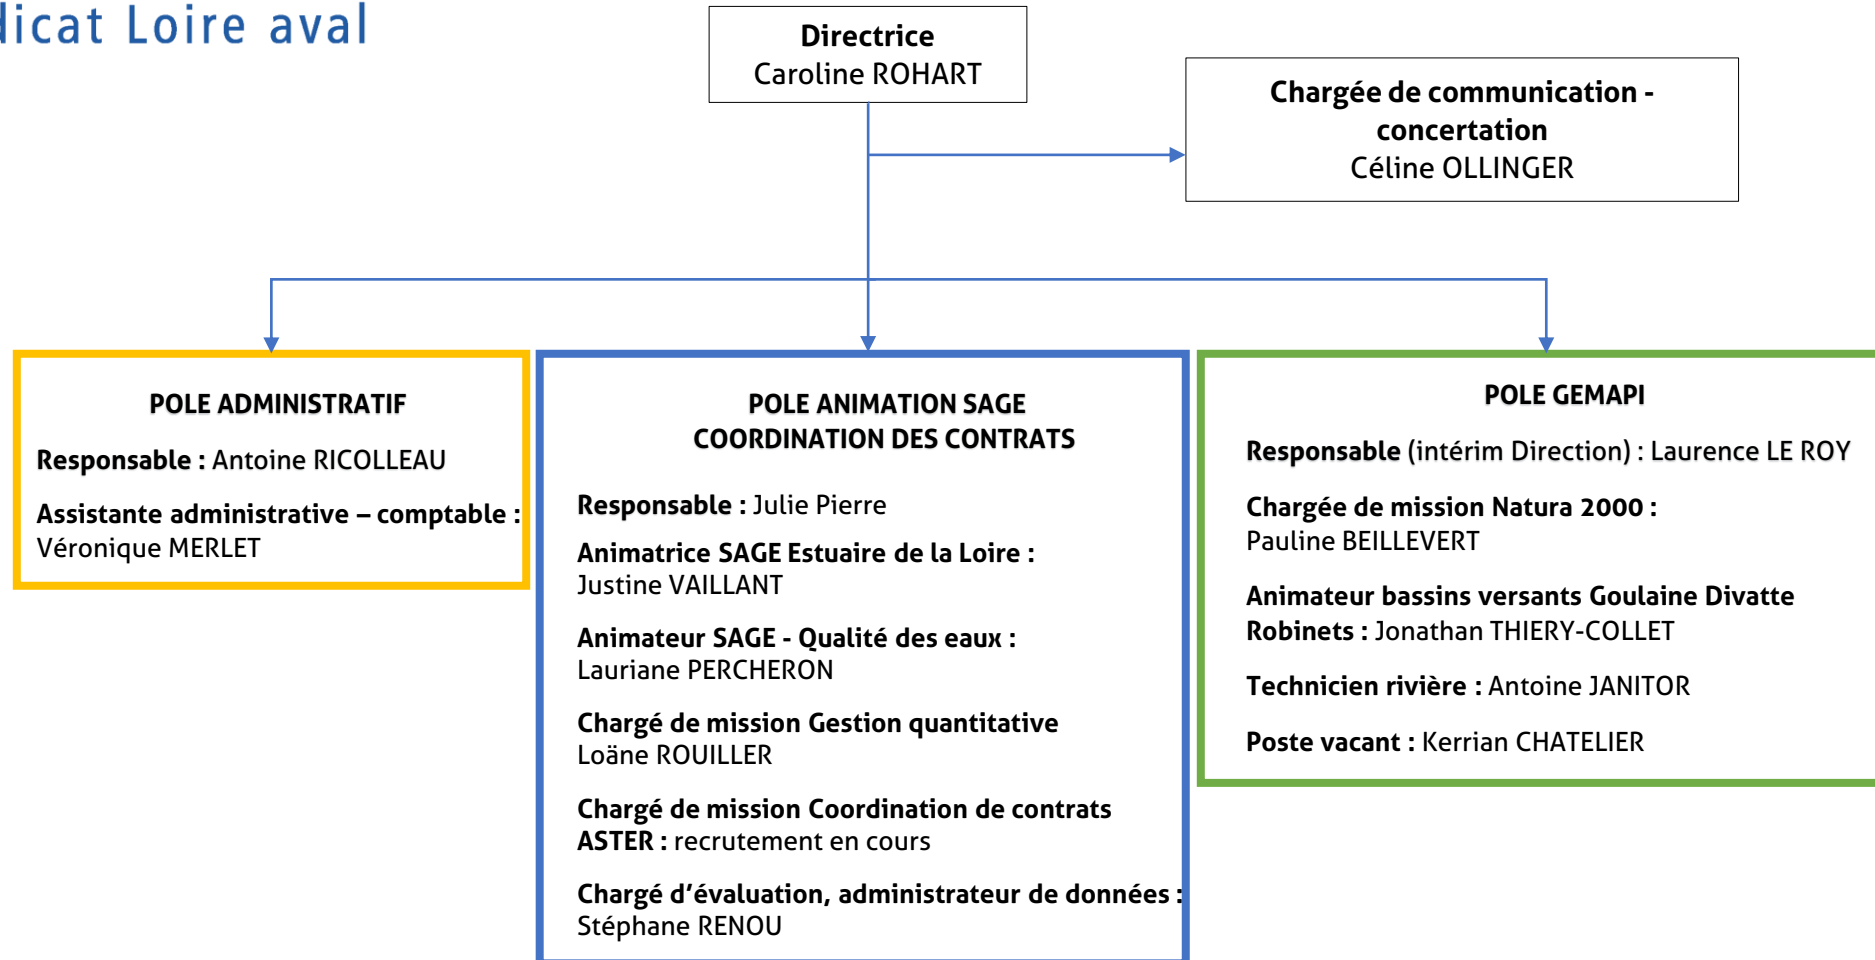 dicat Loire aval
Directrice
Caroline ROHART
Chargée de communication -
concertation
Céline OLLINGER
POLE ADMINISTRATIF
Responsable : Antoine RICOLLEAU
Assistante administrative – comptable :
Véronique MERLET
POLE ANIMATION SAGE
COORDINATION DES CONTRATS
Responsable : Julie Pierre
Animatrice SAGE Estuaire de la Loire :
Justine VAILLANT
Animateur SAGE - Qualité des eaux :
Lauriane PERCHERON
Chargé de mission Gestion quantitative
Loäne ROUILLER
Chargé de mission Coordination de contrats
ASTER : recrutement en cours
Chargé d’évaluation, administrateur de données :
Stéphane RENOU
POLE GEMAPI
Responsable (intérim Direction) : Laurence LE ROY
Chargée de mission Natura 2000 :
Pauline BEILLEVERT
Animateur bassins versants Goulaine Divatte
Robinets : Jonathan THIERY-COLLET
Technicien rivière : Antoine JANITOR
Poste vacant : Kerrian CHATELIER